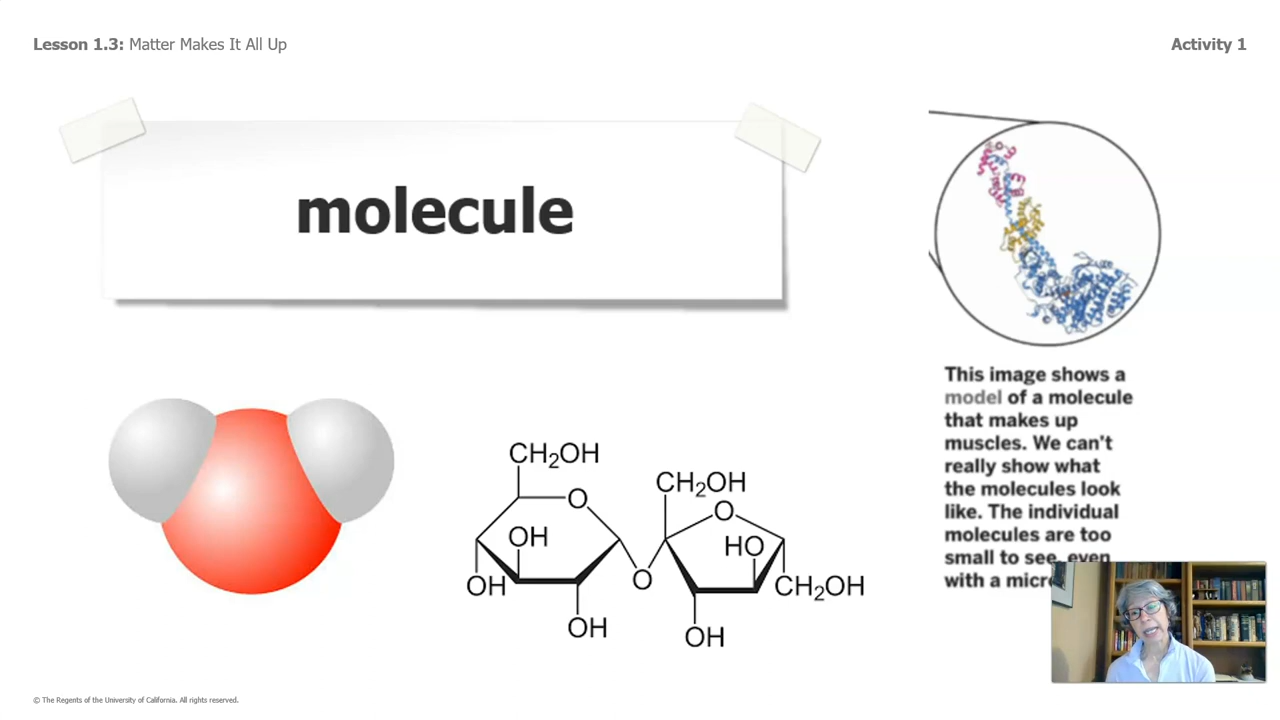 Lesson 1.3: Matter Makes It All Up
Activity 1
molecule
This image shows a
model of a molecule
that makes up
muscles. We can't
really show what
the molecules look
like. The individual
molecules are too
small to see, even
with a
CH₂OH
O
OH
OH
OH
O
CH₂OH
O
HO
CH₂OH
OH
© The Regents of the University of California. All rights reserved.